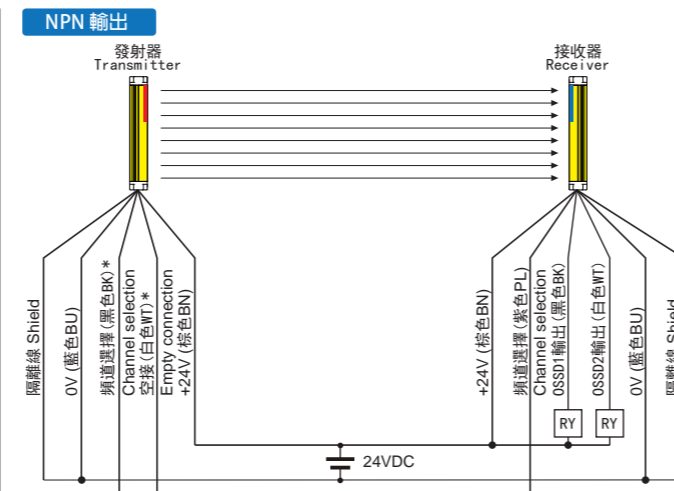 NPN 輸出
發射器
Transmitter
接收器
Receiver
隔離線 Shield
0V (藍色BU)
頻道選擇(黑色BK)*
Channel selection
空接(白色WT)*
Empty connection
+24V (棕色BN)
+24V (棕色BN)
頻道選擇(紫色PL)
Channel selection
OSSD1輸出(黑色BK)
OSSD2輸出(白色WT)
0V (藍色BU)
隔離線 Shield
RY
RY
24VDC